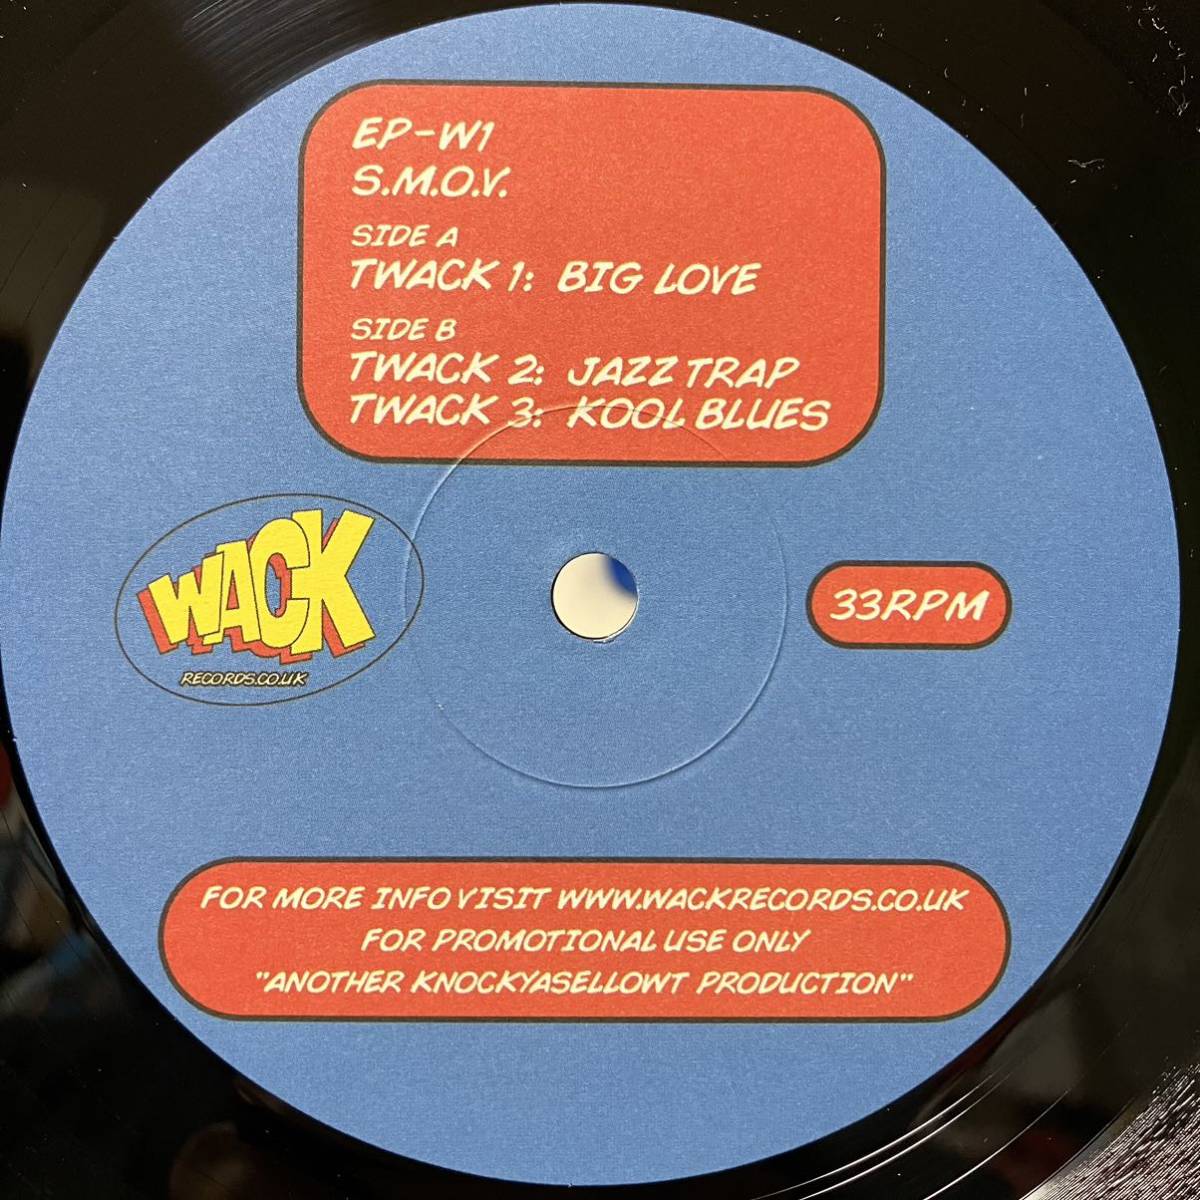 EP-W1
S.M.O.V.
SIDE A
TWACK 1: BIG LOVE
SIDE B
TWACK 2: JAZZ TRAP
TWACK 3: KOOL BLUES
WACK
RECORDS.CO.UK
33RPM
FOR MORE INFO VISIT WWW.WACKRECORDS.CO.UK
FOR PROMOTIONAL USE ONLY
"ANOTHER KNOCKYASELLOWT PRODUCTION"